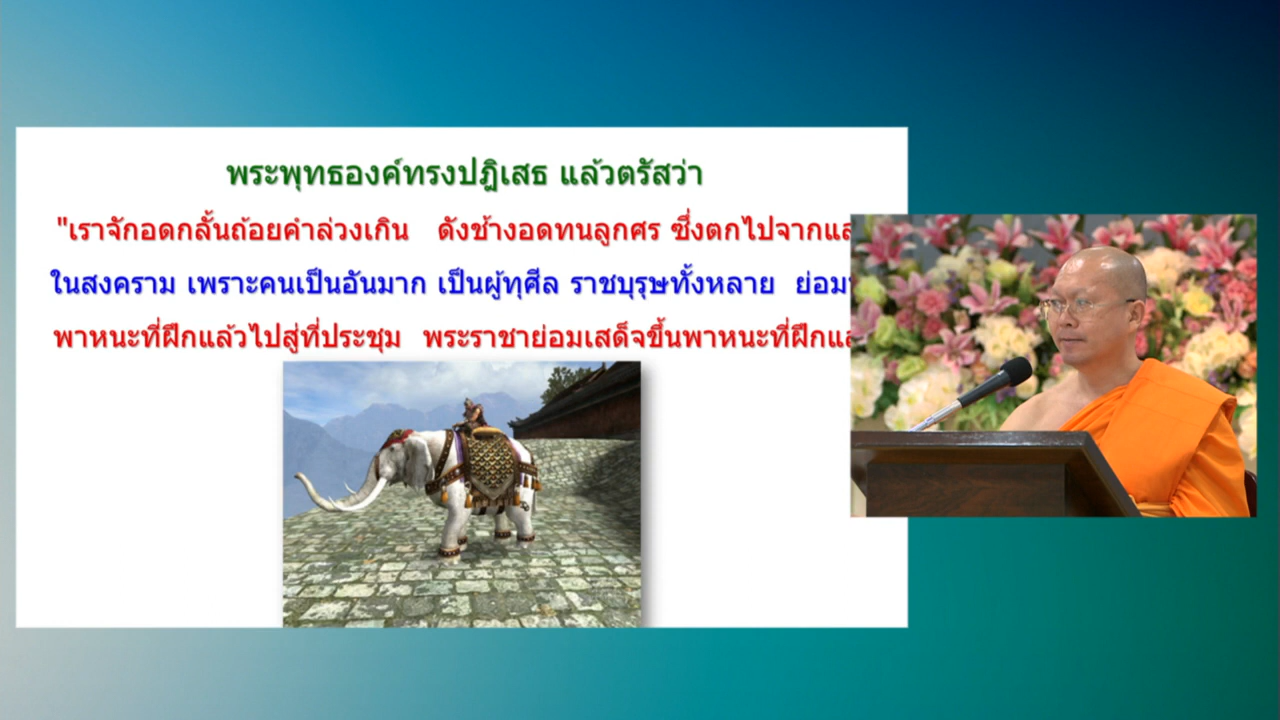 พระพุทธองค์ทรงปฏิเสธ แล้วตรัสว่า
"เราจักอดกลั้นถ้อยคำล่วงเกิน ดังช้างอดทนลูกศร ซึ่งตกไปจากแล
ในสงคราม เพราะคนเป็นอันมาก เป็นผู้ทุศีล ราชบุรุษทั้งหลาย ย่อม
พาหนะที่ฝึกแล้วไปสู่ที่ประชุม พระราชาย่อมเสด็จขึ้นพาหนะที่ฝึกแล